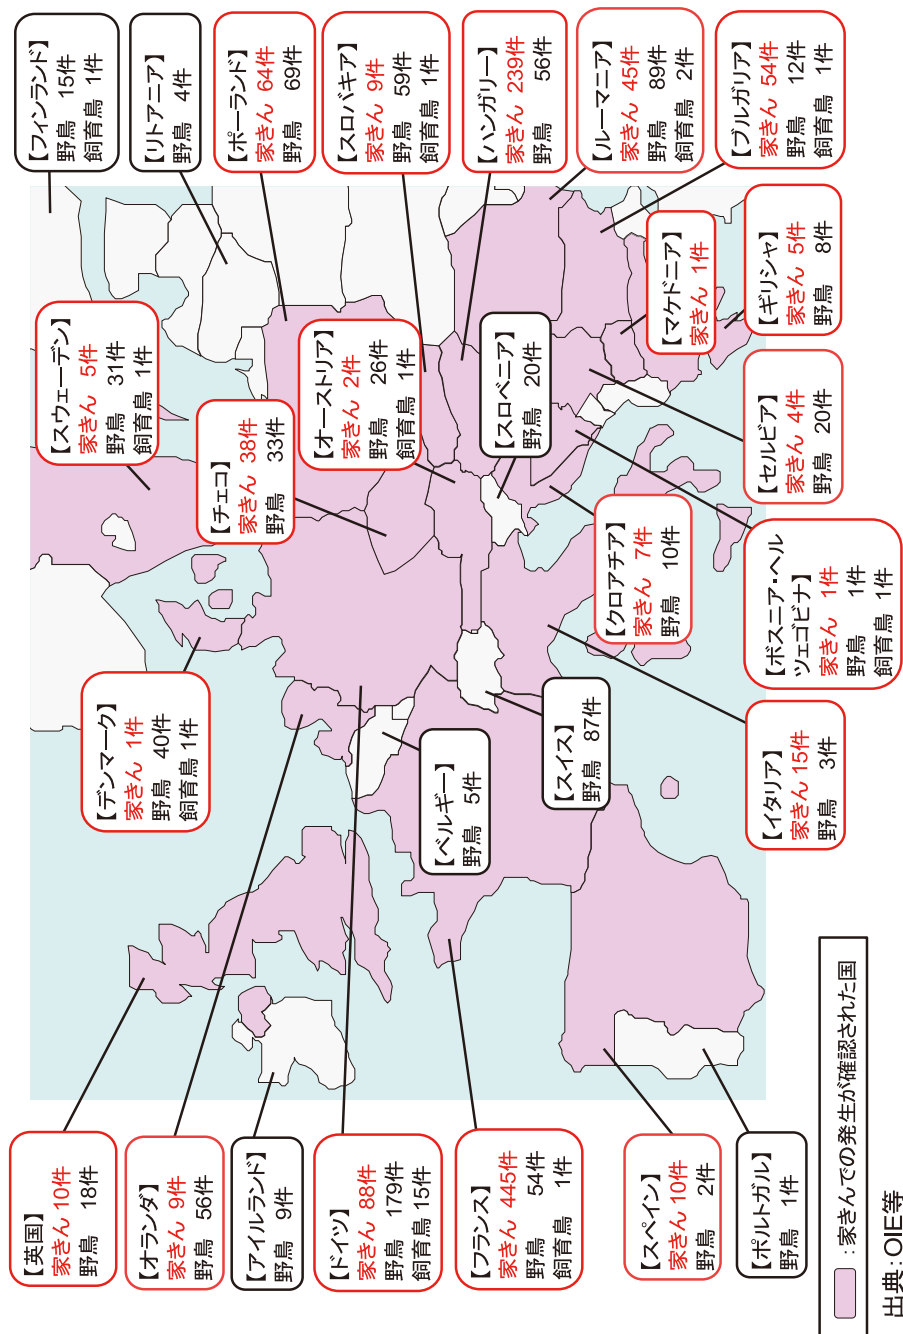 【英国】
家きん 10件
野鳥 18件
【オランダ】
家きん 9件
野鳥 56件
【アイルランド】
野鳥 9件
【ドイツ】
家きん 88件
野鳥 179件
飼育鳥 15件
【フランス】
家きん 445件
野鳥 54件
飼育鳥 1件
【スペイン】
家きん 10件
野鳥 2件
【ポルトガル】
野鳥 1件
【デンマーク】
家きん 1件
野鳥 40件
飼育鳥 1件
【ベルギー】
野鳥 5件
【スイス】
野鳥 87件
【イタリア】
家きん 15件
野鳥 3件
【スウェーデン】
家きん 5件
野鳥 31件
飼育鳥 1件
【チェコ】
家きん 38件
野鳥 33件
【オーストリア】
家きん 2件
野鳥 26件
飼育鳥 1件
【スロベニア】
野鳥 20件
【クロアチア】
家きん 7件
野鳥 10件
【ボスニア・ヘル
ツェゴビナ】
家きん 1件
野鳥 1件
飼育鳥 1件
【フィンランド】
野鳥 15件
飼育鳥 1件
【リトアニア】
野鳥 4件
【ポーランド】
家きん 64件
野鳥 69件
【スロバキア】
家きん 9件
野鳥 59件
飼育鳥 1件
【ハンガリー】
家きん 239件
野鳥 56件
【ルーマニア】
家きん 45件
野鳥 89件
飼育鳥 2件
【ブルガリア】
家きん 54件
野鳥 12件
飼育鳥 1件
【マケドニア】
家きん 1件
【ギリシャ】
家きん 5件
野鳥 8件
【セルビア】
家きん 4件
野鳥 20件
:家きんでの発生が確認された国
出典:OIE等